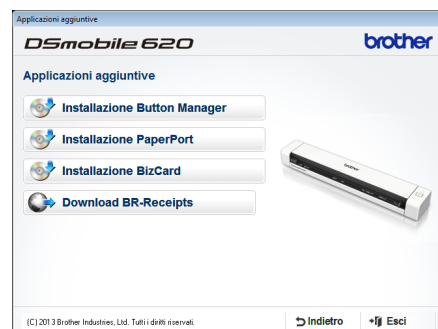 Applicazioni aggiuntive
DSmobile 620
brother
Applicazioni aggiuntive
Installazione Button Manager
Installazione PaperPort
Installazione BizCard
Download BR-Receipts
(C) 2013 Brother Industries, Ltd. Tutti i diritti riservati.
Indietro
Esci